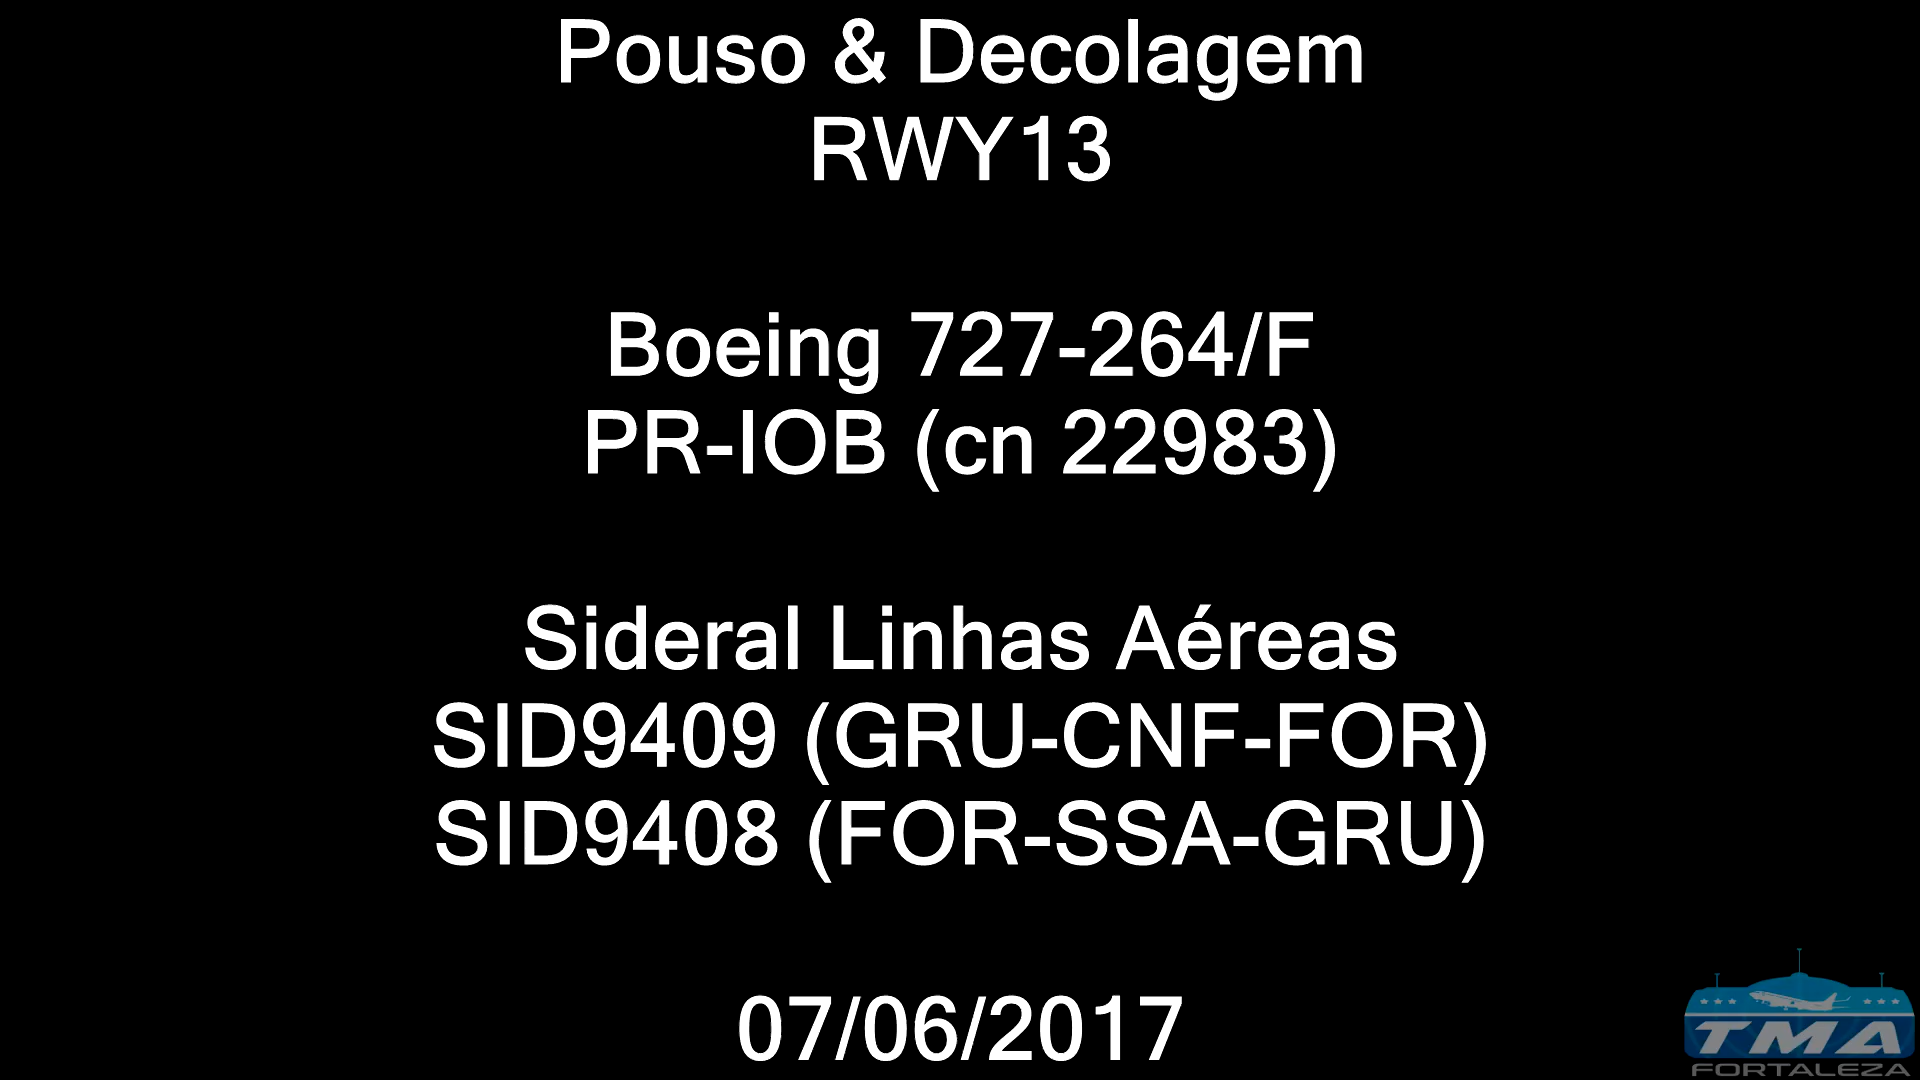 Pouso & Decolagem
RWY13
Boeing 727-264/F
PR-IOB (cn 22983)
Sideral Linhas Aéreas
SID9409 (GRU-CNF-FOR)
SID9408 (FOR-SSA-GRU)
07/06/2017
TMA
FORTALEZA